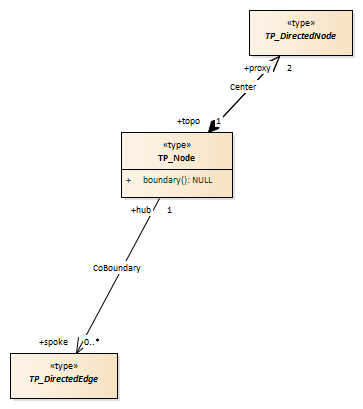 «type»
TP_DirectedNode
+proxy 2
Center
+topo 1
«type»
TP_Node
+ boundary(): NULL
+hub 1
CoBoundary
+spoke 0..*
«type»
TP_DirectedEdge